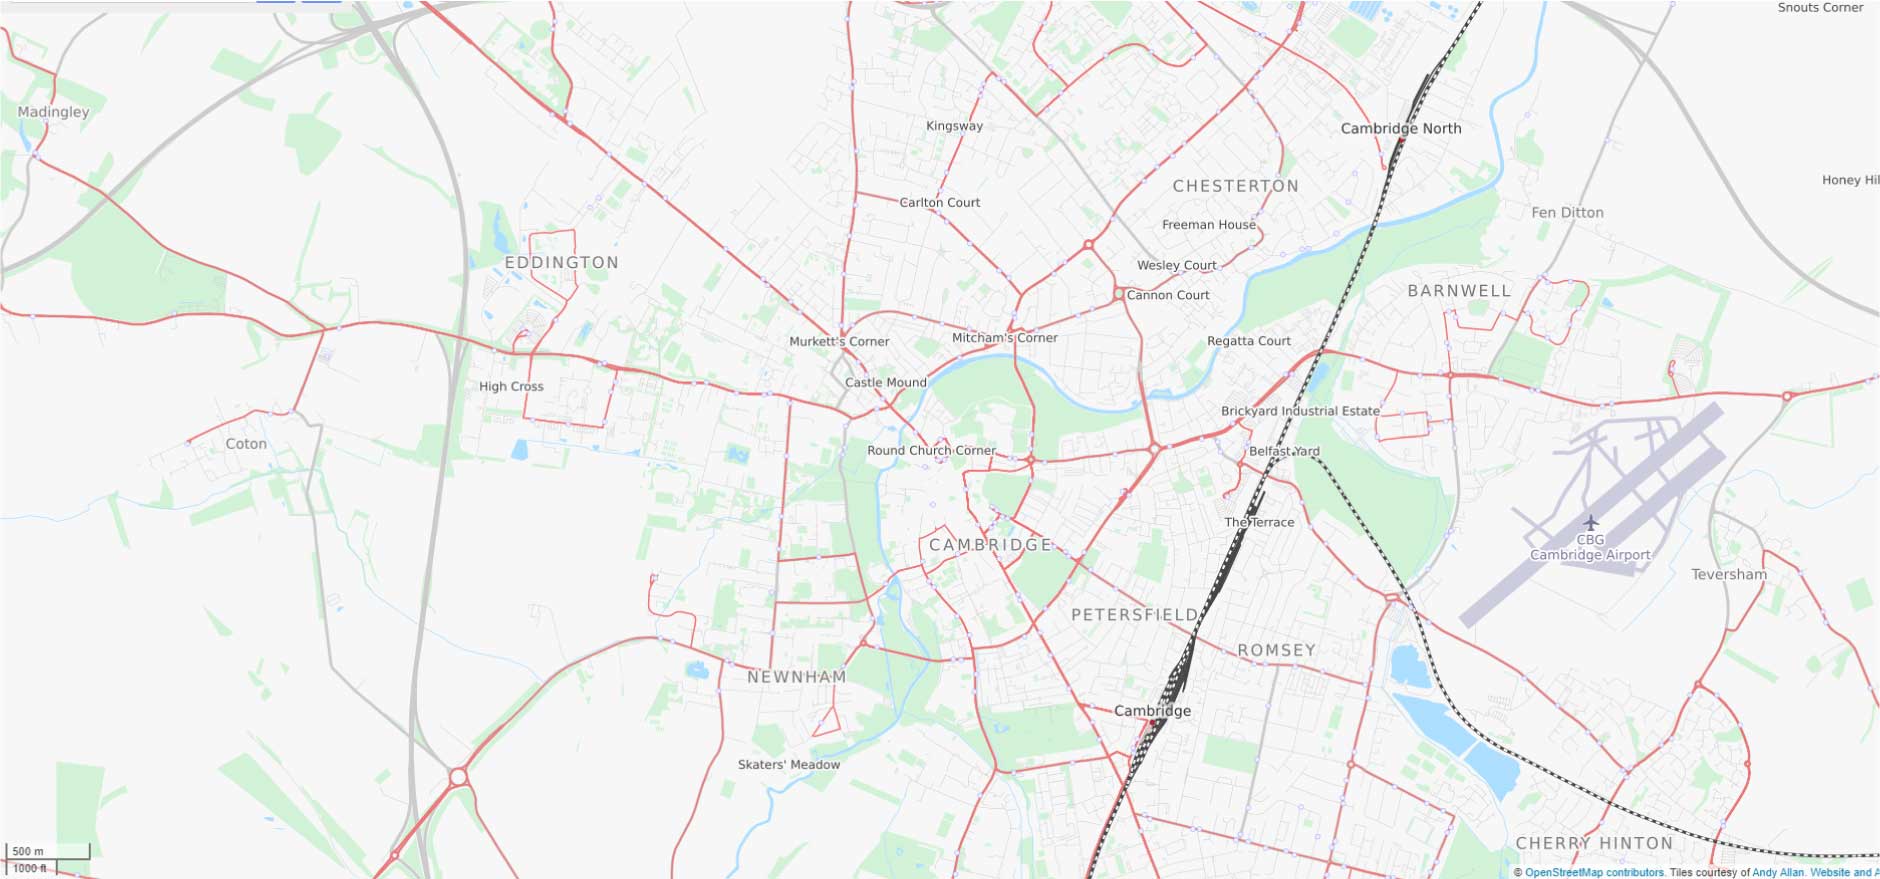 Snouts Corner
Madingley
Kingsway
Cambridge North
CHESTERTON
Honey Hil
Carlton Court
Fen Ditton
Freeman House
EDDINGTON
Wesley Court
Cannon Court
BARNWELL
Murkett's Corner
Mitcham's Corner
Regatta Court
High Cross
Castle Mound
Brickyard Industrial Estate
Coton
Round Church Corner
Belfast Yard
The Terrace
CBG
Cambridge Airport
CAMBRIDGE
Teversham
PETERSFIELD
ROMSEY
NEWNHAM
Cambridge
Skaters' Meadow
CHERRY HINTON
500 m
1000 ft
© OpenStreetMap contributors. Tiles courtesy of Andy Allan. Website and A